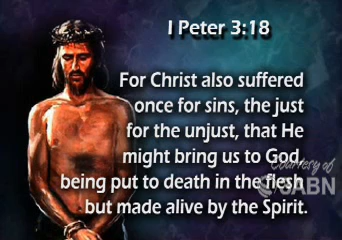 I Peter 3:18
For Christ also suffered
once for sins, the just
for the unjust, that He
might bring us to God,
being put to death in the flesh
but made alive by the Spirit.
Courtesy of
3ABN